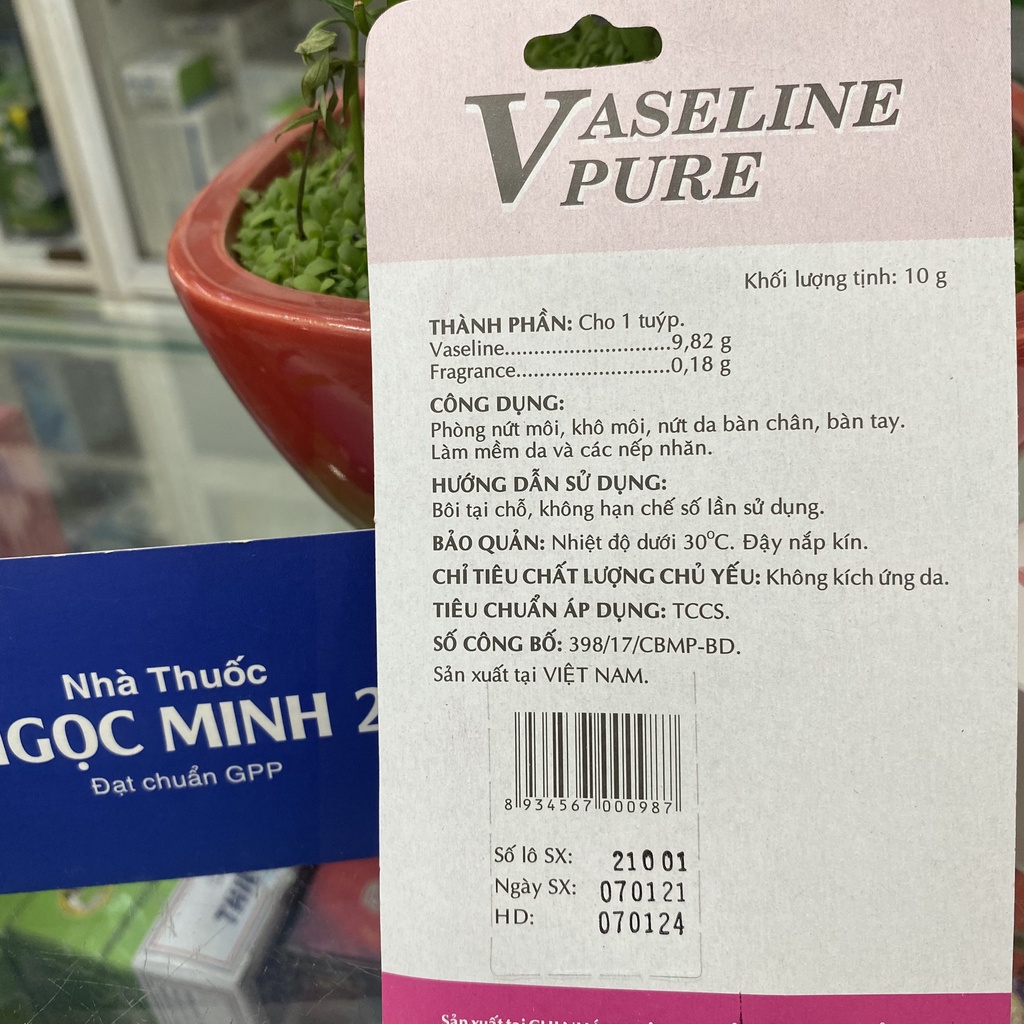 VASELINE
PURE
Khối lượng tịnh: 10 g
THÀNH PHẦN: Cho 1 tuýp.
Vaseline............................9,82 g
Fragrance..........................0,18 g
CÔNG DỤNG:
Phòng nứt môi, khô môi, nứt da bàn chân, bàn tay.
Làm mềm da và các nếp nhăn.
HƯỚNG DẪN SỬ DỤNG:
Bôi tại chỗ, không hạn chế số lần sử dụng.
BẢO QUẢN: Nhiệt độ dưới 30°C. Đậy nắp kín.
CHỈ TIÊU CHẤT LƯỢNG CHỦ YẾU: Không kích ứng da.
TIÊU CHUẨN ÁP DỤNG: TCCS.
SỐ CÔNG BỐ: 398/17/CBMP-BD.
Sản xuất tại VIỆT NAM.
8 934567 000987
Số lô SX: 21001
Ngày SX: 070121
HD: 070124
Sản xuất tại
Nhà Thuốc
NGỌC MINH 2
Đạt chuẩn GPP